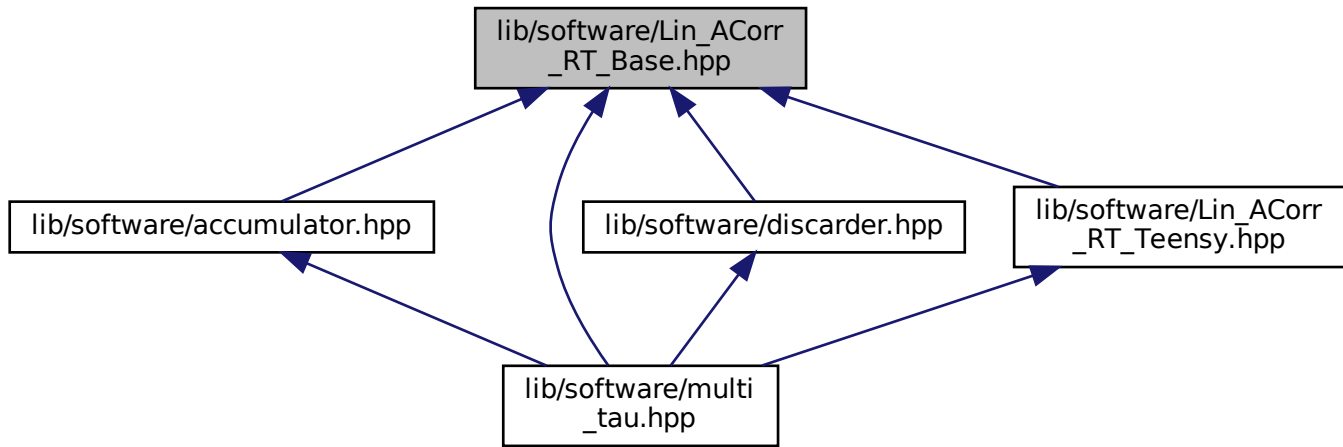 lib/software/Lin_ACorr
_RT_Base.hpp
lib/software/accumulator.hpp
lib/software/discarder.hpp
lib/software/Lin_ACorr
_RT_Teensy.hpp
lib/software/multi
_tau.hpp